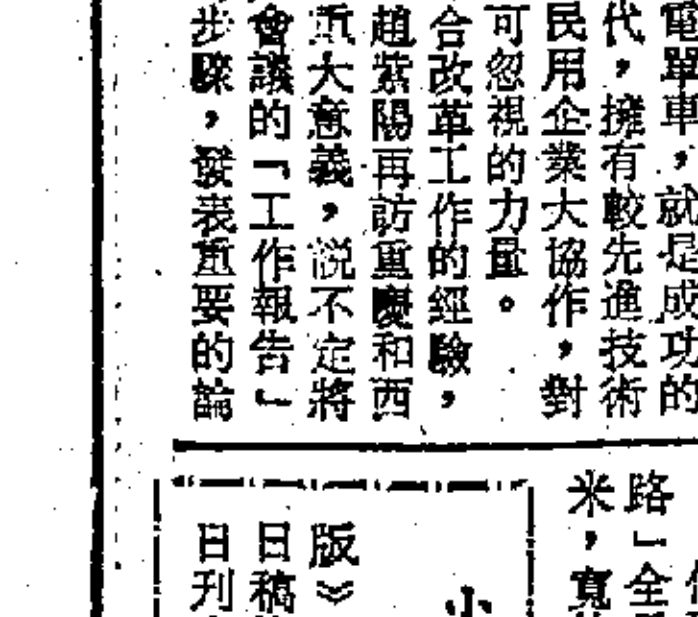 電單車，就是成功的
代，擁有較先進技術
民用企業大協作，對
可忽視的力量。
合改革工作的經驗，
趙紫陽再訪重慶和西
重大意義，説不定將
會議的「工作報告」
步驟，發表重要的論
路」全
米，寬
小
版》
日稿
日刊